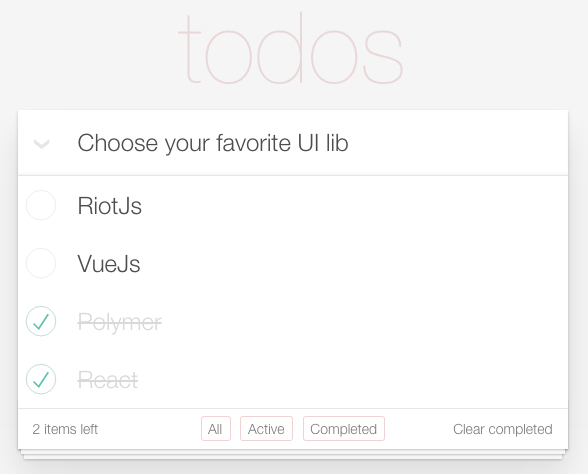 todos
Choose your favorite UI lib
RiotJs
VueJs
Polymer
React
2 items left All Active Completed Clear completed